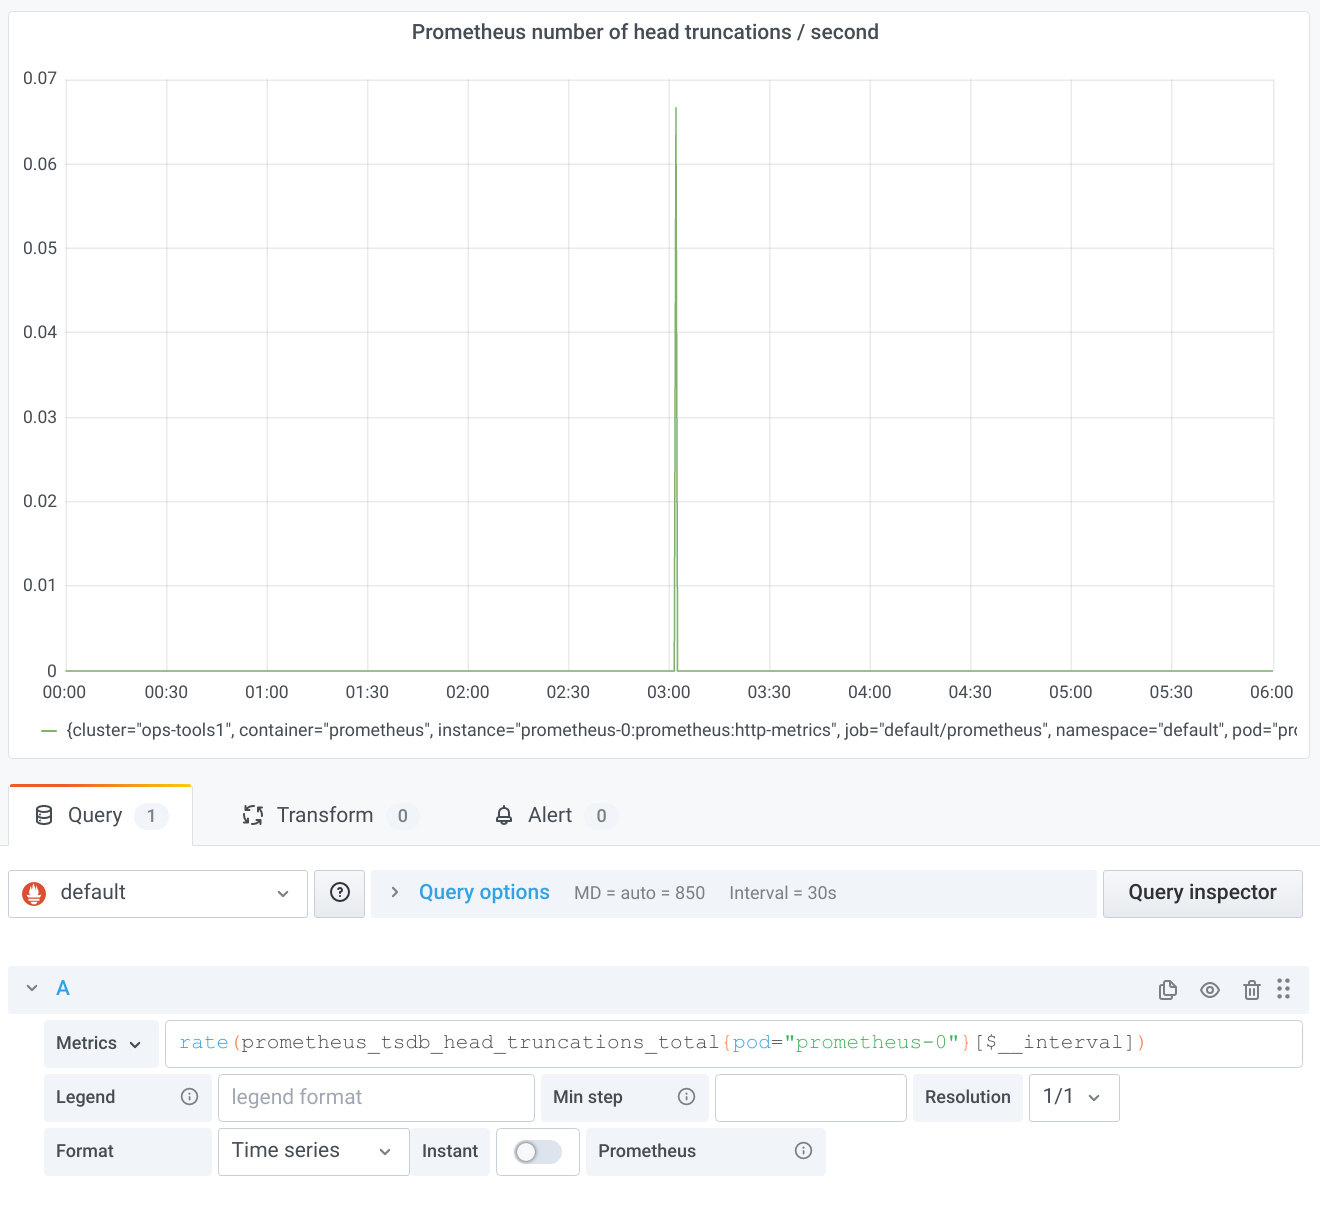 Prometheus number of head truncations / second
0.07
0.06
0.05
0.04
0.03
0.02
0.01
0
00:00 00:30 01:00 01:30 02:00 02:30 03:00 03:30 04:00 04:30 05:00 05:30 06:00
{cluster="ops-tools1", container="prometheus", instance="prometheus-0:prometheus:http-metrics", job="default/prometheus", namespace="default", pod="pro
Query 1 Transform 0 Alert 0
default ? Query options MD = auto = 850 Interval = 30s Query inspector
A
Metrics rate(prometheus_tsdb_head_truncations_total{pod="prometheus-0"}[$__interval])
Legend legend format Min step Resolution 1/1
Format Time series Instant Prometheus